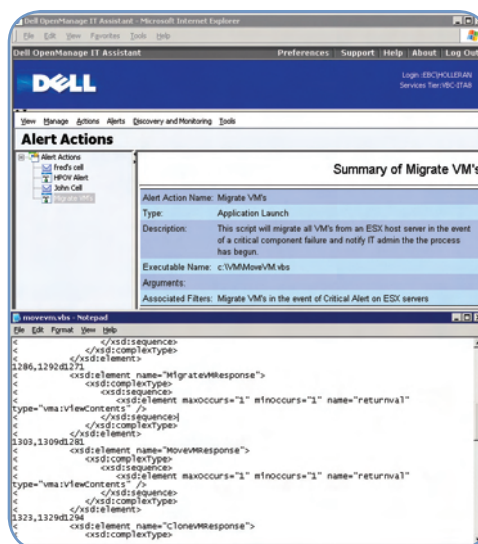 Dell OpenManage IT Assistant - Microsoft Internet Explorer
File Edit View Favorites Tools Help
Dell OpenManage IT Assistant Preferences Support Help About Log Out
DELL
Login :EBC\HOLLERAN
Services Tier:VBC-ITA8
View Manage Actions Alerts Discovery and Monitoring Tools
Alert Actions
Alert Actions
fred's cell
HPOV Alert
John Cell
Migrate VM's
Summary of Migrate VM's
Alert Action Name: Migrate VM's
Type: Application Launch
Description: This script will migrate all VM's from an ESX host server in the event
of a critical component failure and notify IT admin the the process
has begun.
Executable Name: c:\VM\MoveVM.vbs
Arguments:
Associated Filters: Migrate VM's in the event of Critical Alert on ESX servers
movevm.vbs - Notepad
File Edit Format View Help
< </xsd:sequence>
< </xsd:complexType>
< </xsd:element>
1286,1292d1271
< <xsd:element name="MigrateVMResponse">
< <xsd:complexType>
< <xsd:sequence>
< <xsd:element maxOccurs="1" minOccurs="1" name="returnval"
type="vma:ViewContents" />
< </xsd:sequence>
< </xsd:complexType>
< </xsd:element>
1303,1309d1281
< <xsd:element name="MoveVMResponse">
< <xsd:complexType>
< <xsd:sequence>
< <xsd:element maxOccurs="1" minOccurs="1" name="returnval"
type="vma:ViewContents" />
< </xsd:sequence>
< </xsd:complexType>
< </xsd:element>
1323,1329d1294
< <xsd:element name="CloneVMResponse">
< <xsd:complexType>